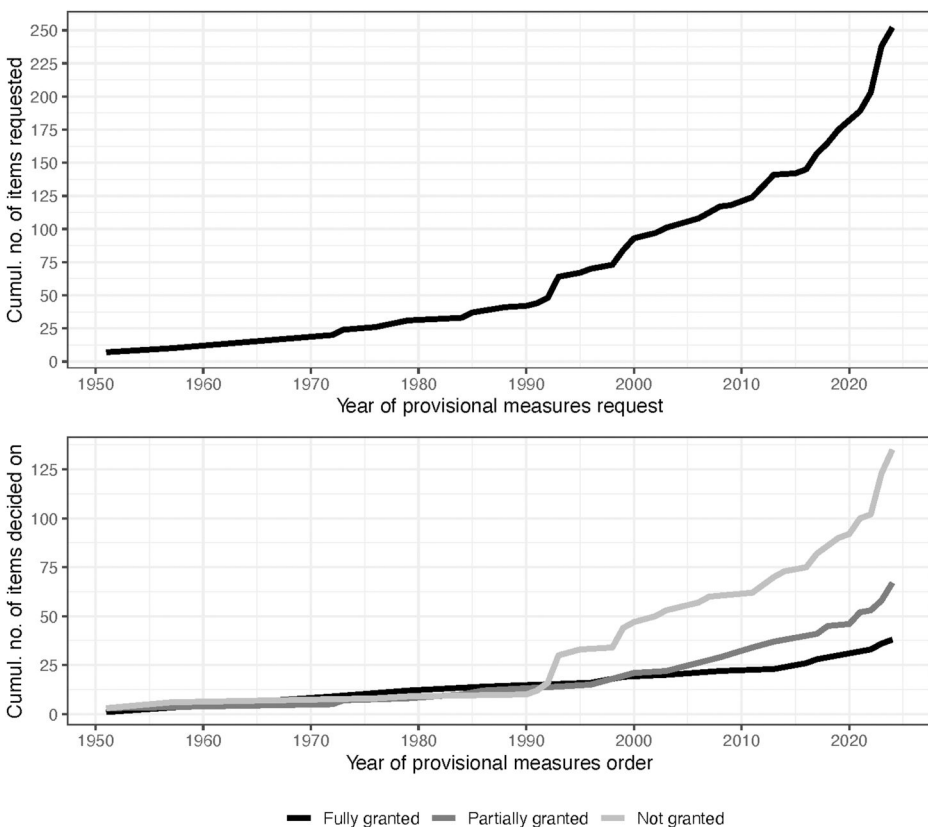 Cumul. no. of items requested
250
225
200
175
150
125
100
75
50
25
0
1950 1960 1970 1980 1990 2000 2010 2020
Year of provisional measures request
Cumul. no. of items decided on
125
100
75
50
25
0
1950 1960 1970 1980 1990 2000 2010 2020
Year of provisional measures order
Fully granted Partially granted Not granted